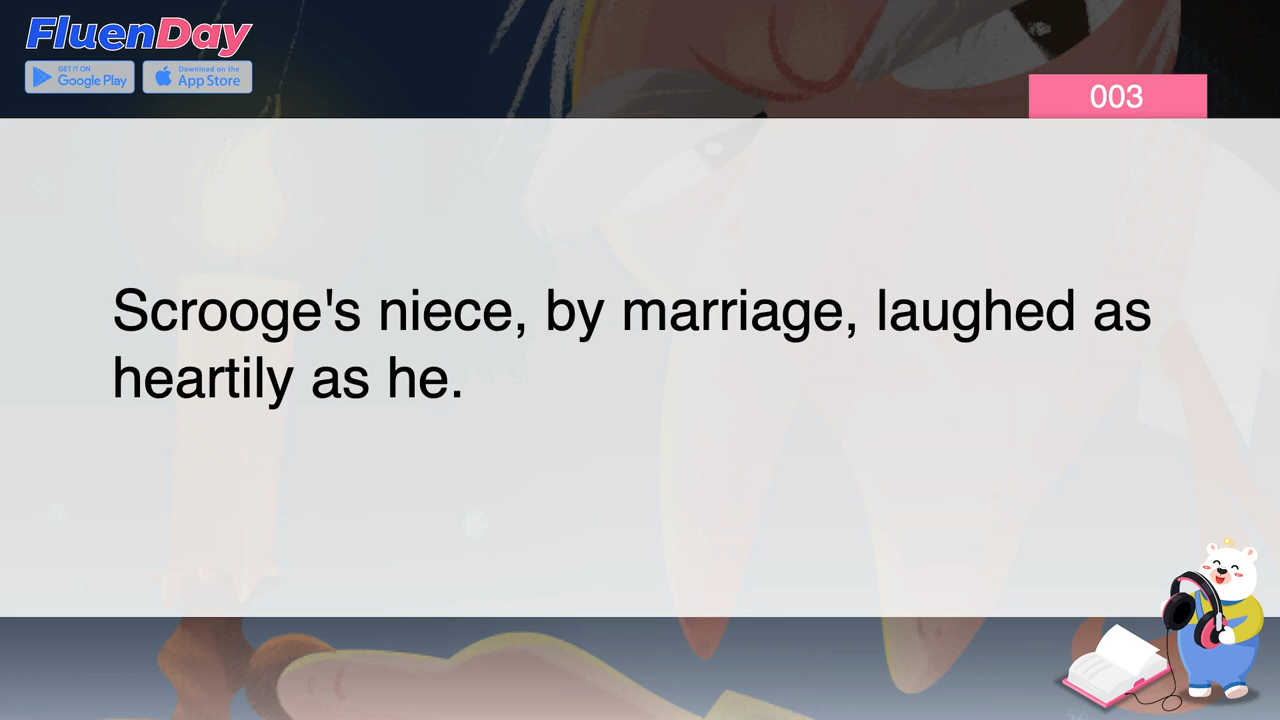 FluenDay
GET IT ON
Google Play
Download on the
App Store
003
Scrooge's niece, by marriage, laughed as
heartily as he.